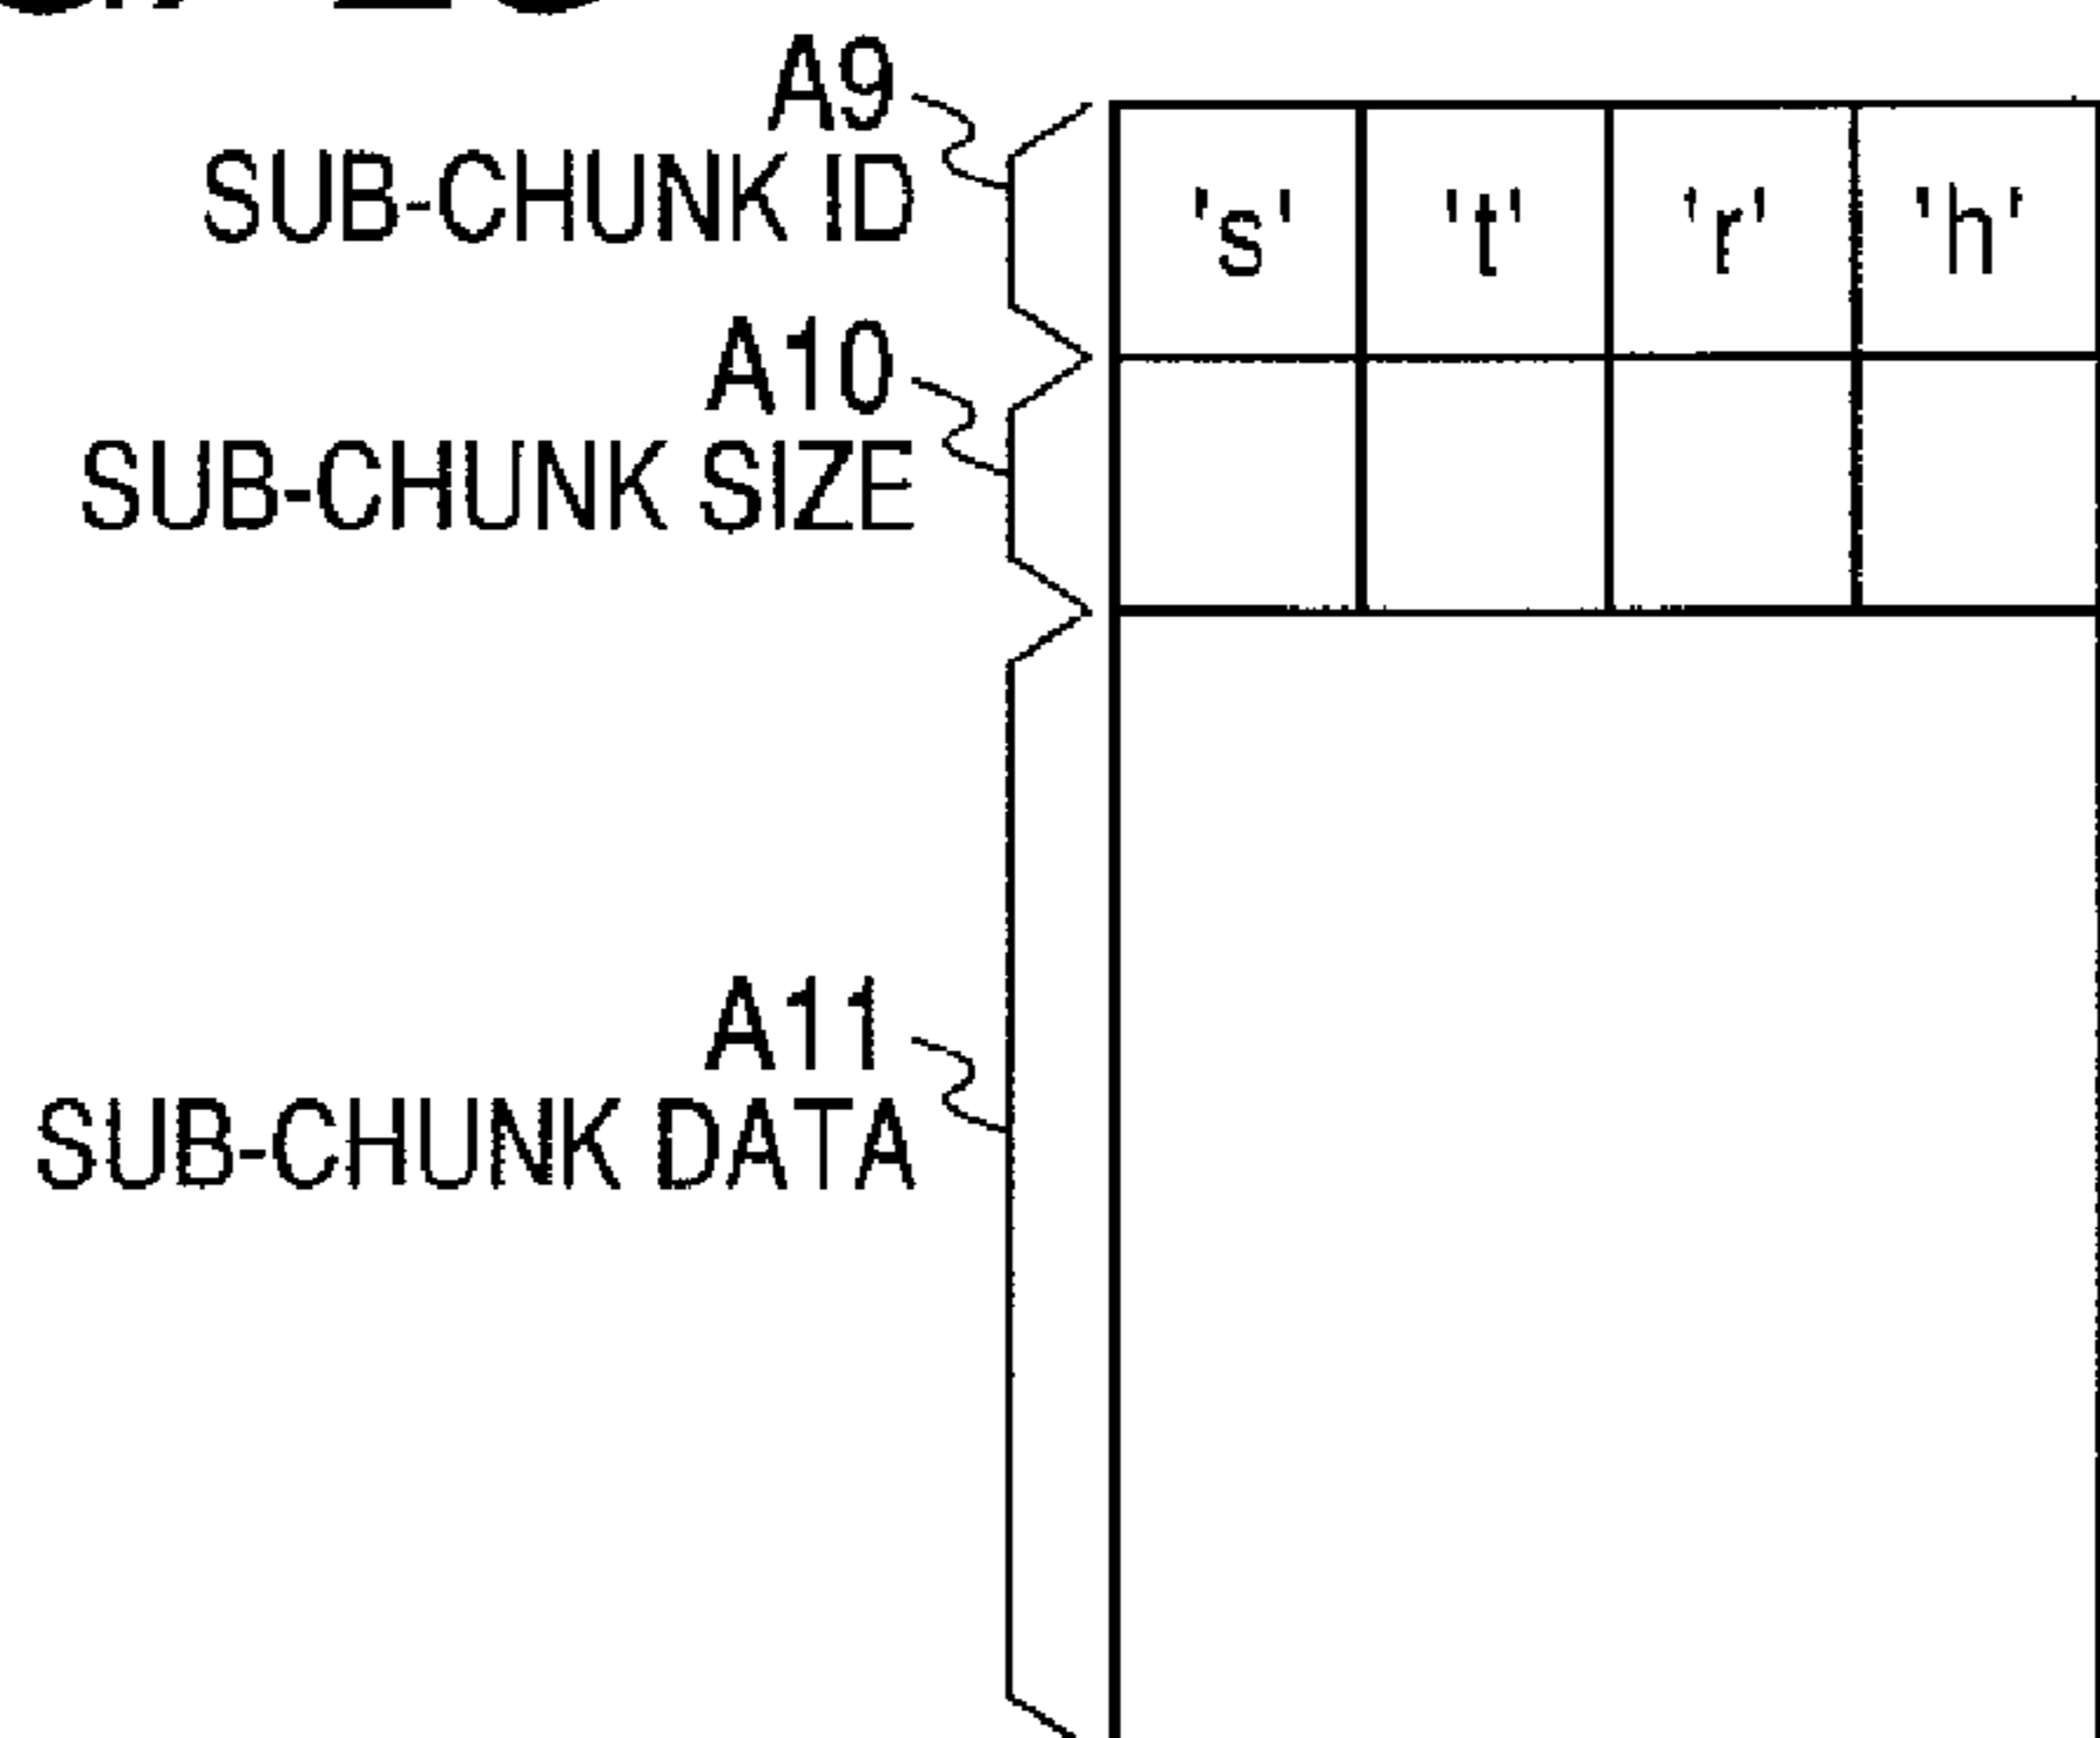 A9
SUB-CHUNK ID
's' 't' 'r' 'h'
A10
SUB-CHUNK SIZE
A11
SUB-CHUNK DATA